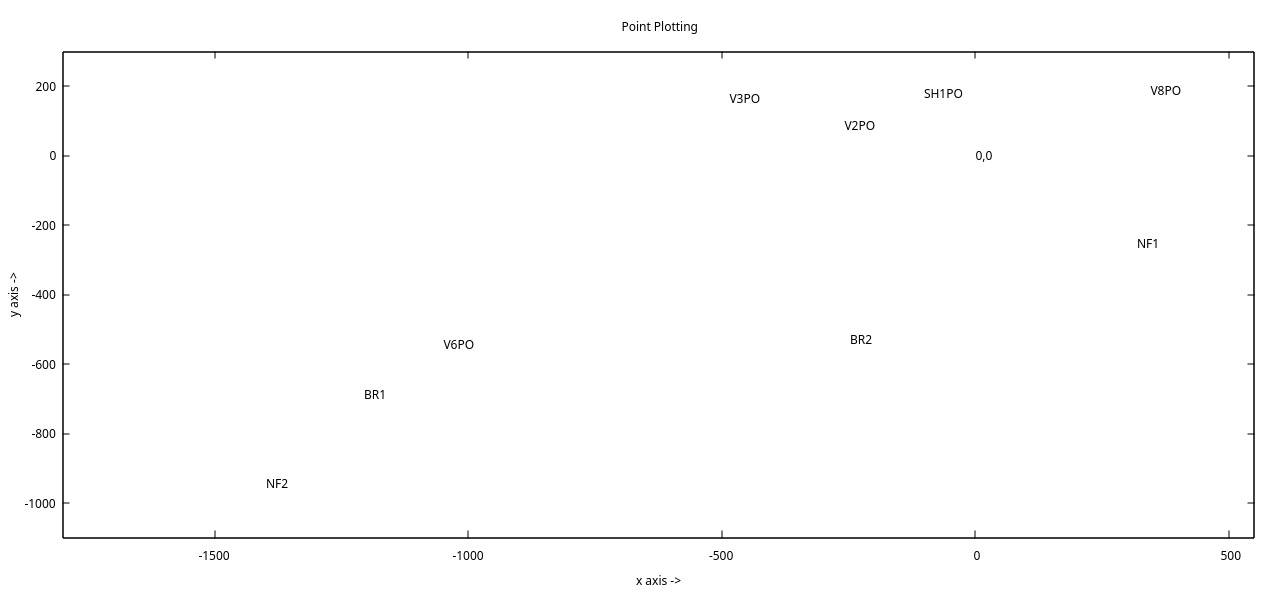 Point Plotting
200
V8PO
SH1PO
V3PO
V2PO
0
0,0
-200
NF1
y axis ->
-400
BR2
V6PO
-600
BR1
-800
NF2
-1000
-1500
-1000
-500
0
500
x axis ->